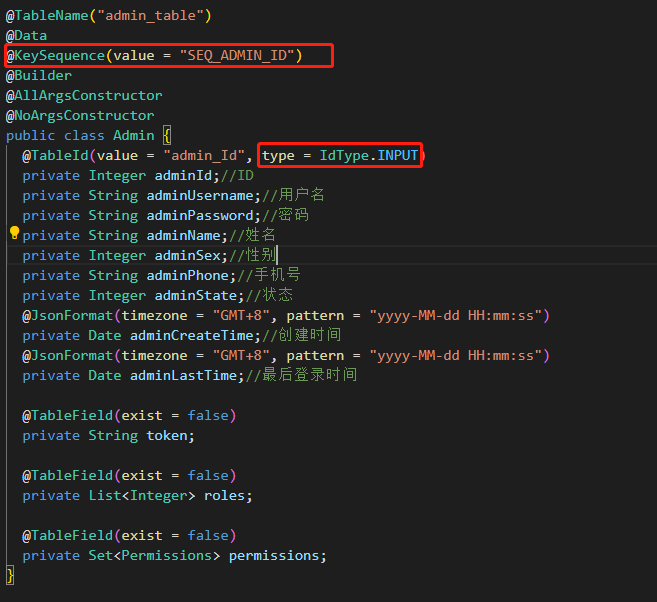 @TableName("admin_table")
@Data
@KeySequence(value = "SEQ_ADMIN_ID")
@Builder
@AllArgsConstructor
@NoArgsConstructor
public class Admin {
@TableId(value = "admin_Id", type = IdType.INPUT)
private Integer adminId;//ID
private String adminUsername;//用户名
private String adminPassword;//密码
private String adminName;//姓名
private Integer adminSex;//性别
private String adminPhone;//手机号
private Integer adminState;//状态
@JsonFormat(timezone = "GMT+8", pattern = "yyyy-MM-dd HH:mm:ss")
private Date adminCreateTime;//创建时间
@JsonFormat(timezone = "GMT+8", pattern = "yyyy-MM-dd HH:mm:ss")
private Date adminLastTime;//最后登录时间
@TableField(exist = false)
private String token;
@TableField(exist = false)
private List<Integer> roles;
@TableField(exist = false)
private Set<Permissions> permissions;
}